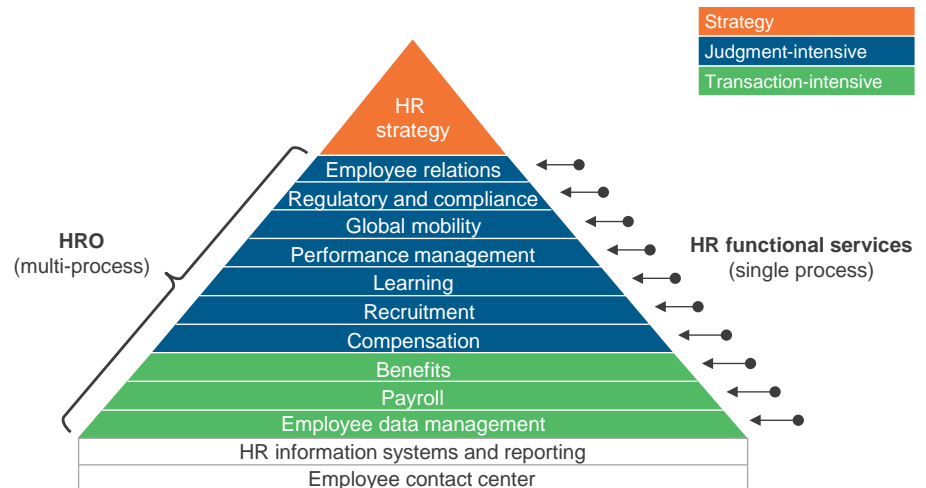 Strategy
Judgment-intensive
Transaction-intensive
HR
strategy
Employee relations
Regulatory and compliance
Global mobility
Performance management
Learning
Recruitment
Compensation
Benefits
Payroll
Employee data management
HR information systems and reporting
Employee contact center
HRO
(multi-process)
HR functional services
(single process)